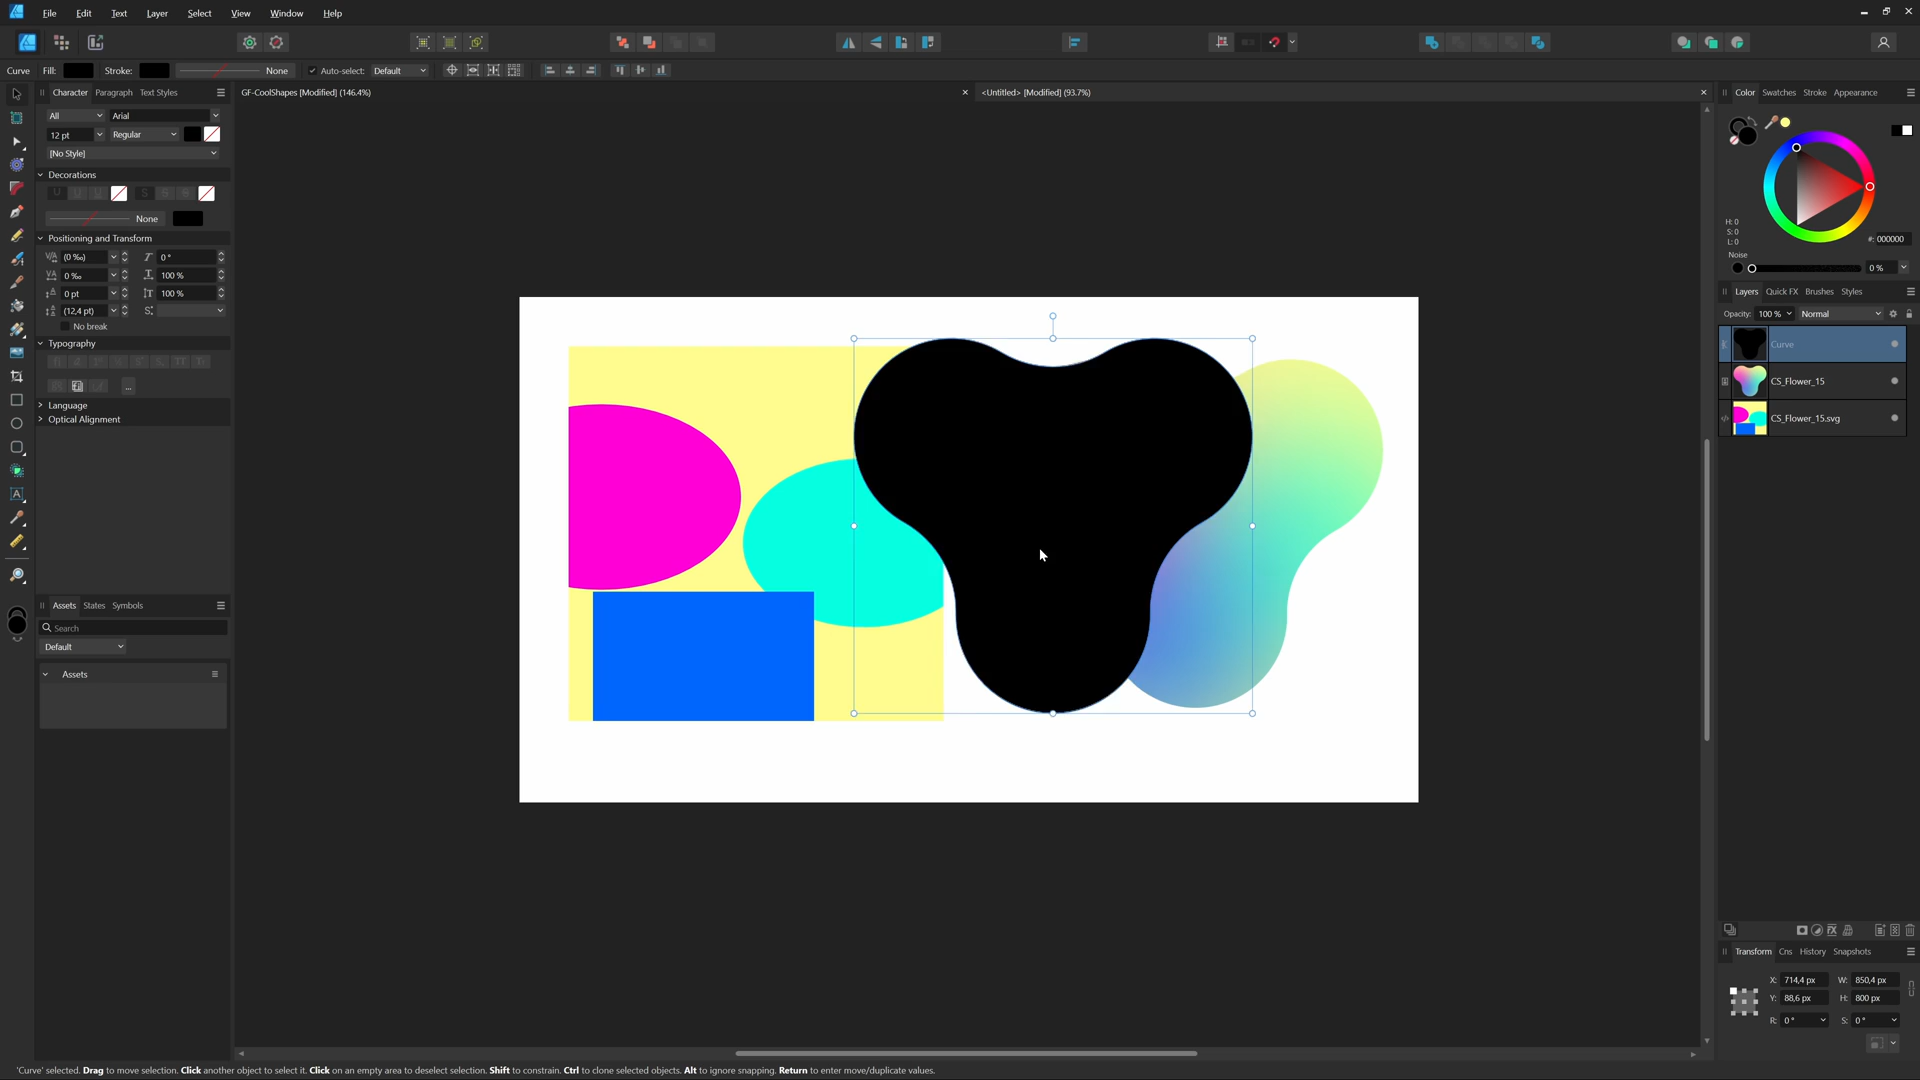 File Edit Text Layer Select View Window Help
Curve Fill: Stroke: None Auto-select: Default
Character Paragraph Text Styles
GF-CoolShapes [Modified] (146.4%)
<Untitled> [Modified] (93.7%)
All Arial
12 pt Regular
[No Style]
Decorations
None
Positioning and Transform
(0 ‰) 0 °
0 ‰ 100 %
0 pt 100 %
(12,4 pt)
No break
Typography
...
Language
Optical Alignment
Assets States Symbols
Search
Default
Assets
Color Swatches Stroke Appearance
H: 0
S: 0
L: 0
#: 000000
Noise
0 %
Layers Quick FX Brushes Styles
Opacity: 100 % Normal
Curve
CS_Flower_15
CS_Flower_15.svg
Transform Cns History Snapshots
X: 714,4 px W: 850,4 px
Y: 88,6 px H: 800 px
R: 0 ° S: 0 °
'Curve' selected. Drag to move selection. Click another object to select it. Click on an empty area to deselect selection. Shift to constrain. Ctrl to clone selected objects. Alt to ignore snapping. Return to enter move/duplicate values.